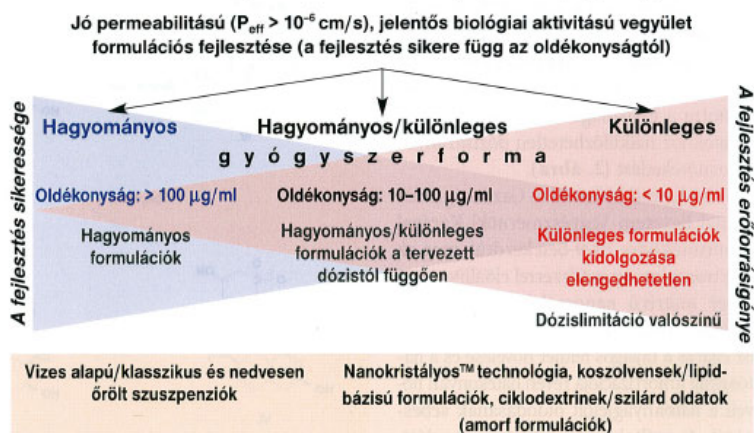 Jó permeabilitású (Peff > 10⁻⁶ cm/s), jelentős biológiai aktivitású vegyület
formulációs fejlesztése (a fejlesztés sikere függ az oldékonyságtól)
A fejlesztés sikeressége
Hagyományos
Hagyományos/különleges
Különleges
gyógyszerforma
Oldékonyság: > 100 µg/ml
Oldékonyság: 10–100 µg/ml
Oldékonyság: < 10 µg/ml
Hagyományos
formulációk
Hagyományos/különleges
formulációk a tervezett
dózistól függően
Különleges formulációk
kidolgozása
elengedhetetlen
Dózislimitáció valószínű
A fejlesztés erőforrásigénye
Vizes alapú/klasszikus és nedvesen
őrölt szuszpenziók
Nanokristályos™ technológia, koszolvensek/lipid-
bázisú formulációk, ciklodextrinek/szilárd oldatok
(amorf formulációk)